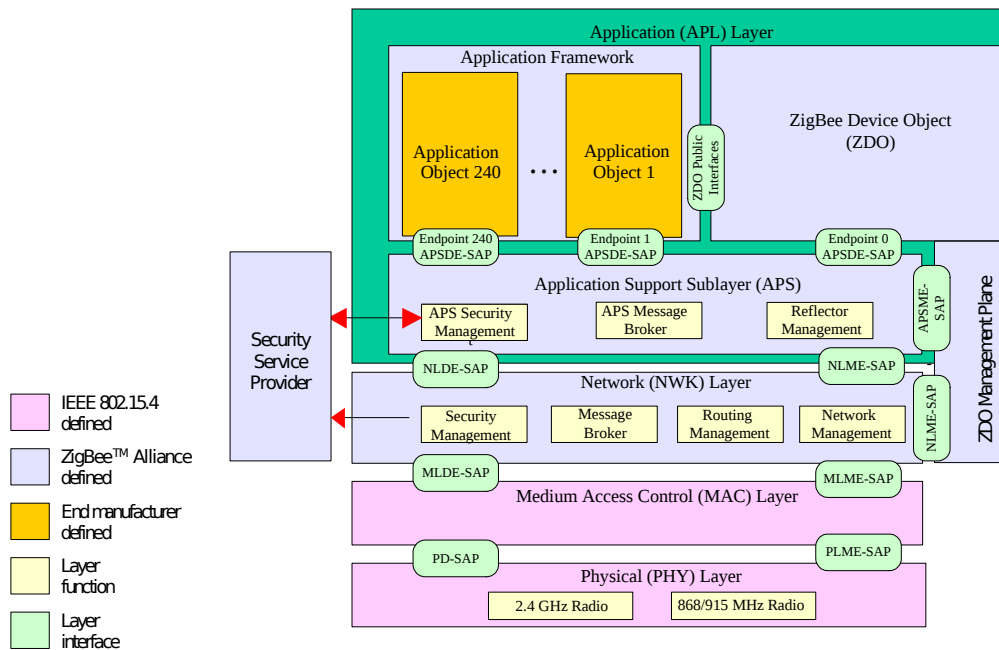 Application (APL) Layer
Application Framework
ZigBee Device Object
(ZDO)
Application
Object 240
...
Application
Object 1
ZDO Public
Interfaces
Endpoint 240
APSDE-SAP
Endpoint 1
APSDE-SAP
Endpoint 0
APSDE-SAP
Application Support Sublayer (APS)
APS Security
Management
APS Message
Broker
Reflector
Management
APSME-
SAP
Security
Service
Provider
ZDO Management Plane
NLDE-SAP
NLME-SAP
Network (NWK) Layer
Security
Management
Message
Broker
Routing
Management
Network
Management
NLME-SAP
MLDE-SAP
MLME-SAP
Medium Access Control (MAC) Layer
PD-SAP
PLME-SAP
Physical (PHY) Layer
2.4 GHz Radio
868/915 MHz Radio
IEEE 802.15.4
defined
ZigBee™ Alliance
defined
End manufacturer
defined
Layer
function
Layer
interface